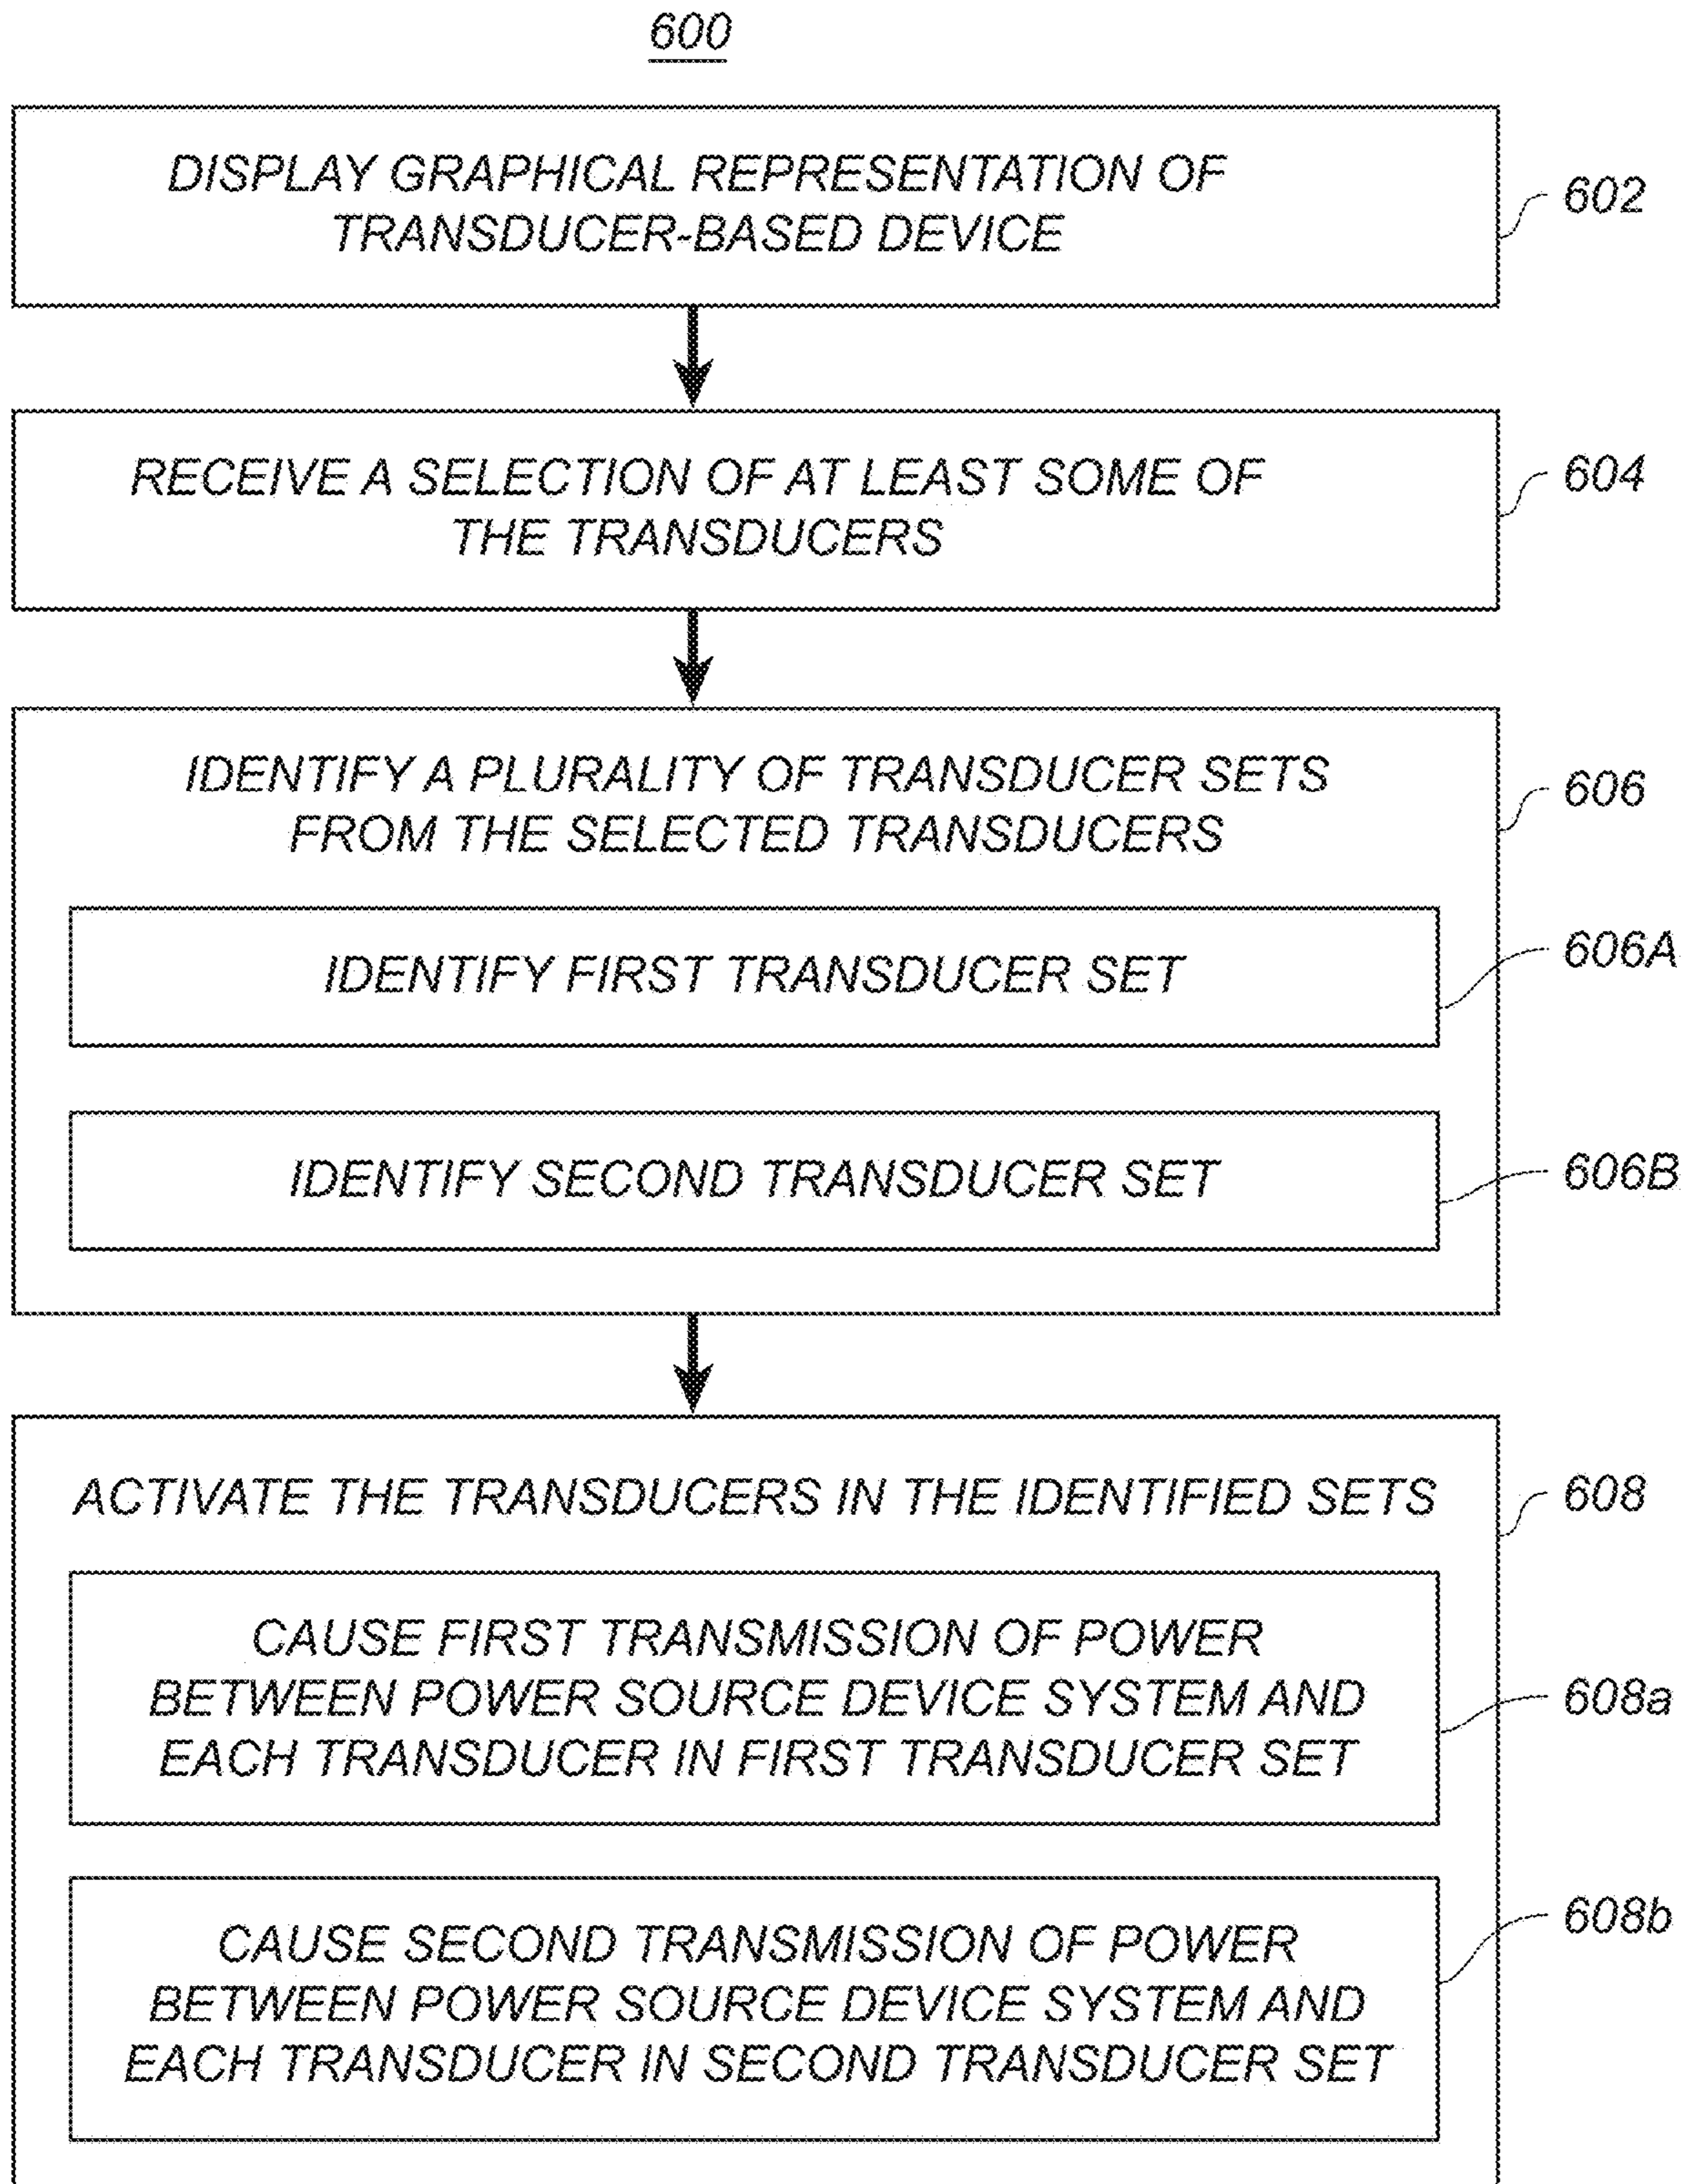 600
DISPLAY GRAPHICAL REPRESENTATION OF
TRANSDUCER-BASED DEVICE
602
RECEIVE A SELECTION OF AT LEAST SOME OF
THE TRANSDUCERS
604
IDENTIFY A PLURALITY OF TRANSDUCER SETS
FROM THE SELECTED TRANSDUCERS
606
IDENTIFY FIRST TRANSDUCER SET
606A
IDENTIFY SECOND TRANSDUCER SET
606B
ACTIVATE THE TRANSDUCERS IN THE IDENTIFIED SETS
608
CAUSE FIRST TRANSMISSION OF POWER
BETWEEN POWER SOURCE DEVICE SYSTEM AND
EACH TRANSDUCER IN FIRST TRANSDUCER SET
608a
CAUSE SECOND TRANSMISSION OF POWER
BETWEEN POWER SOURCE DEVICE SYSTEM AND
EACH TRANSDUCER IN SECOND TRANSDUCER SET
608b